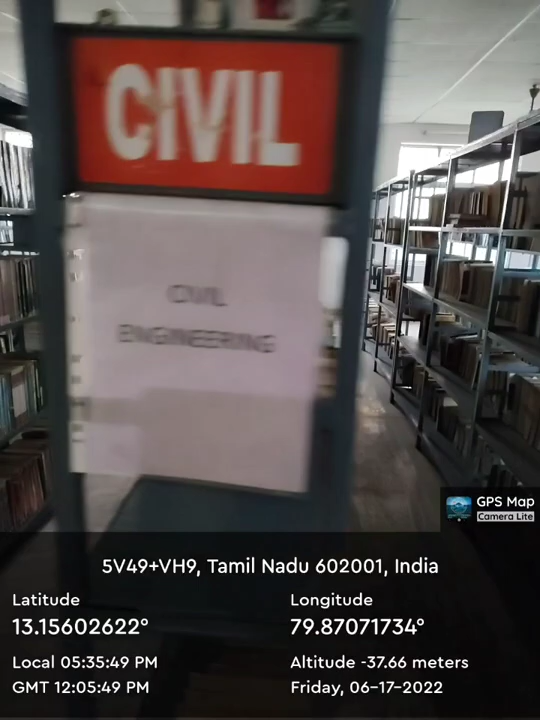 CIVIL
CIVIL
ENGINEERING
GPS Map
Camera Lite
5V49+VH9, Tamil Nadu 602001, India
Latitude
Longitude
13.15602622°
79.87071734°
Local 05:35:49 PM
Altitude -37.66 meters
GMT 12:05:49 PM
Friday, 06-17-2022